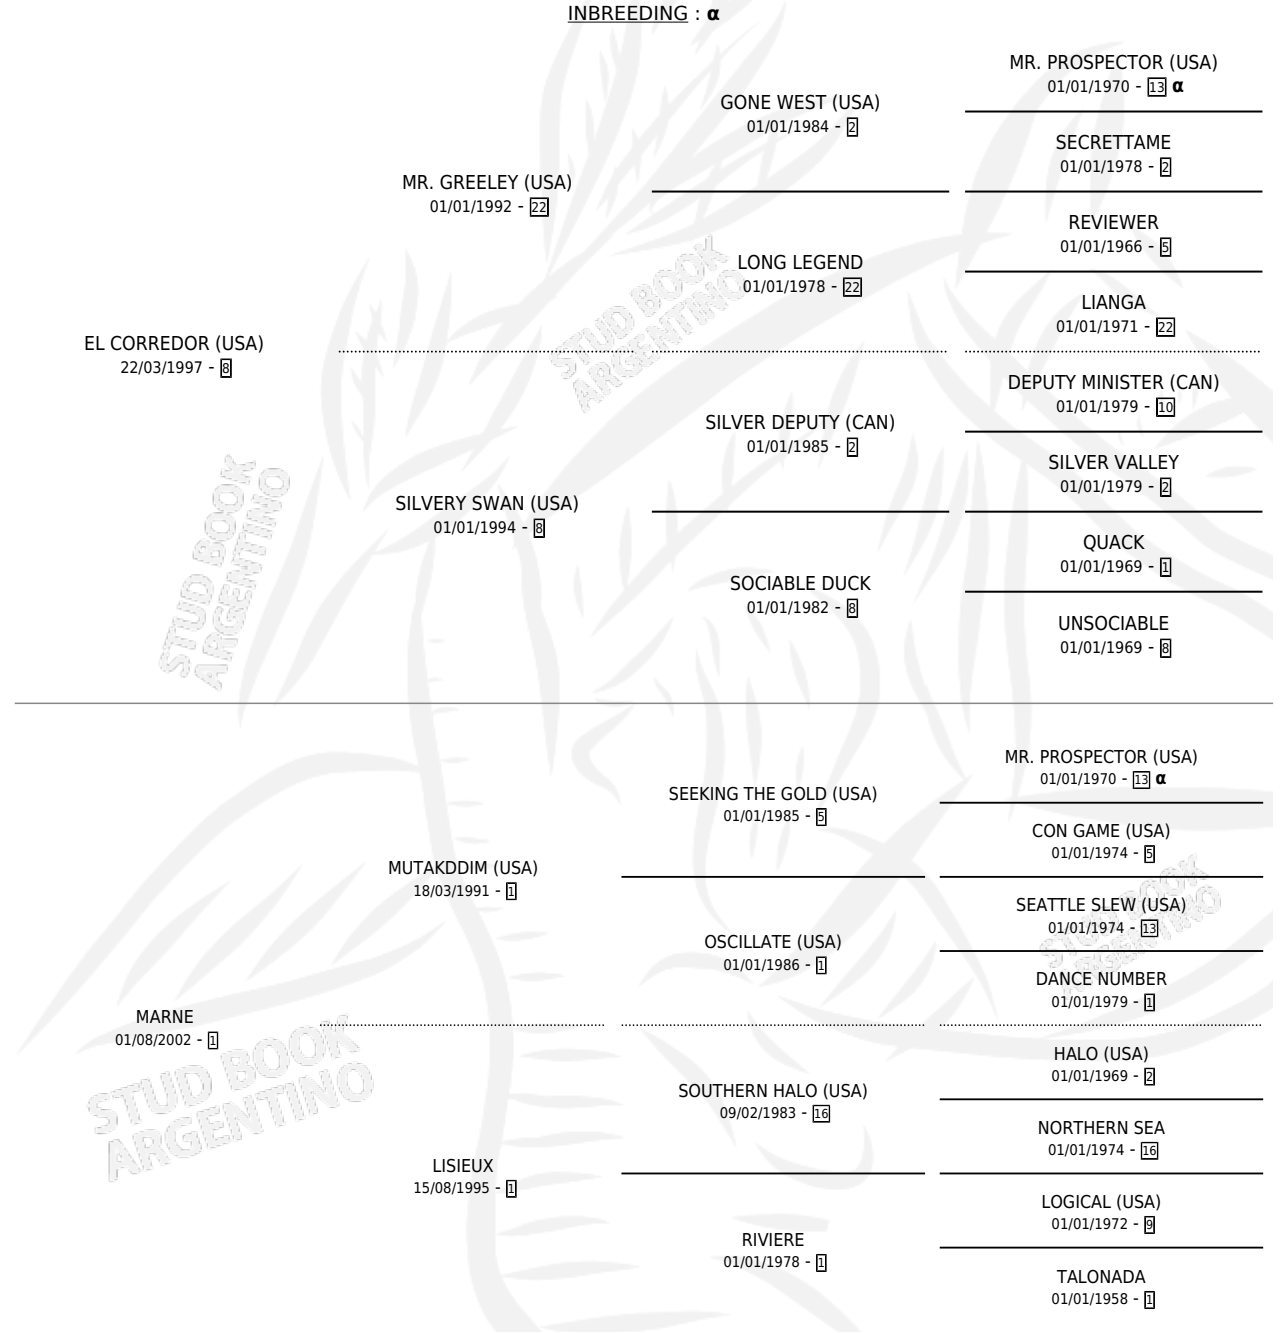 INBREEDING : α
MR. PROSPECTOR (USA)
01/01/1970 - 13 α
GONE WEST (USA)
01/01/1984 - 2
SECRETTAME
01/01/1978 - 2
MR. GREELEY (USA)
01/01/1992 - 22
REVIEWER
01/01/1966 - 5
LONG LEGEND
01/01/1978 - 22
LIANGA
01/01/1971 - 22
EL CORREDOR (USA)
22/03/1997 - 8
DEPUTY MINISTER (CAN)
01/01/1979 - 10
SILVER DEPUTY (CAN)
01/01/1985 - 2
SILVER VALLEY
01/01/1979 - 2
SILVERY SWAN (USA)
01/01/1994 - 8
QUACK
01/01/1969 - 1
SOCIABLE DUCK
01/01/1982 - 8
UNSOCIABLE
01/01/1969 - 8
MR. PROSPECTOR (USA)
01/01/1970 - 13 α
SEEKING THE GOLD (USA)
01/01/1985 - 5
CON GAME (USA)
01/01/1974 - 5
MUTAKDDIM (USA)
18/03/1991 - 1
SEATTLE SLEW (USA)
01/01/1974 - 13
OSCILLATE (USA)
01/01/1986 - 1
DANCE NUMBER
01/01/1979 - 1
MARNE
01/08/2002 - 1
HALO (USA)
01/01/1969 - 2
SOUTHERN HALO (USA)
09/02/1983 - 16
NORTHERN SEA
01/01/1974 - 16
LISIEUX
15/08/1995 - 1
LOGICAL (USA)
01/01/1972 - 9
RIVIERE
01/01/1978 - 1
TALONADA
01/01/1958 - 1
STUD BOOK
ARGENTINO
STUD BOOK
ARGENTINO
STUD BOOK
ARGENTINO
STUD BOOK
ARGENTINO